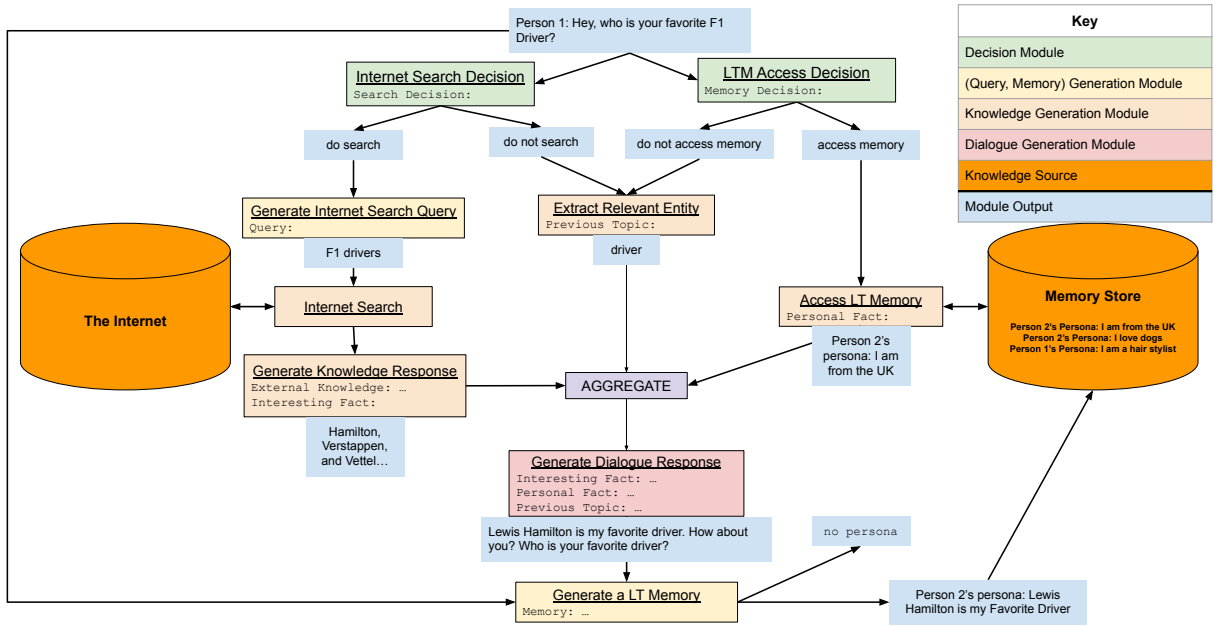 Person 1: Hey, who is your favorite F1
Driver?
Key
Decision Module
(Query, Memory) Generation Module
Knowledge Generation Module
Dialogue Generation Module
Knowledge Source
Module Output
Internet Search Decision
Search Decision:
LTM Access Decision
Memory Decision:
do search
do not search
do not access memory
access memory
Generate Internet Search Query
Query:
F1 drivers
Extract Relevant Entity
Previous Topic:
driver
The Internet
Internet Search
Access LT Memory
Personal Fact:
Person 2's
persona: I am
from the UK
Memory Store
Person 2's Persona: I am from the UK
Person 2's Persona: I love dogs
Person 1's Persona: I am a hair stylist
Generate Knowledge Response
External Knowledge: …
Interesting Fact:
Hamilton,
Verstappen,
and Vettel…
AGGREGATE
Generate Dialogue Response
Interesting Fact: …
Personal Fact: …
Previous Topic: …
Lewis Hamilton is my favorite driver. How about
you? Who is your favorite driver?
no persona
Generate a LT Memory
Memory: …
Person 2's persona: Lewis
Hamilton is my Favorite Driver